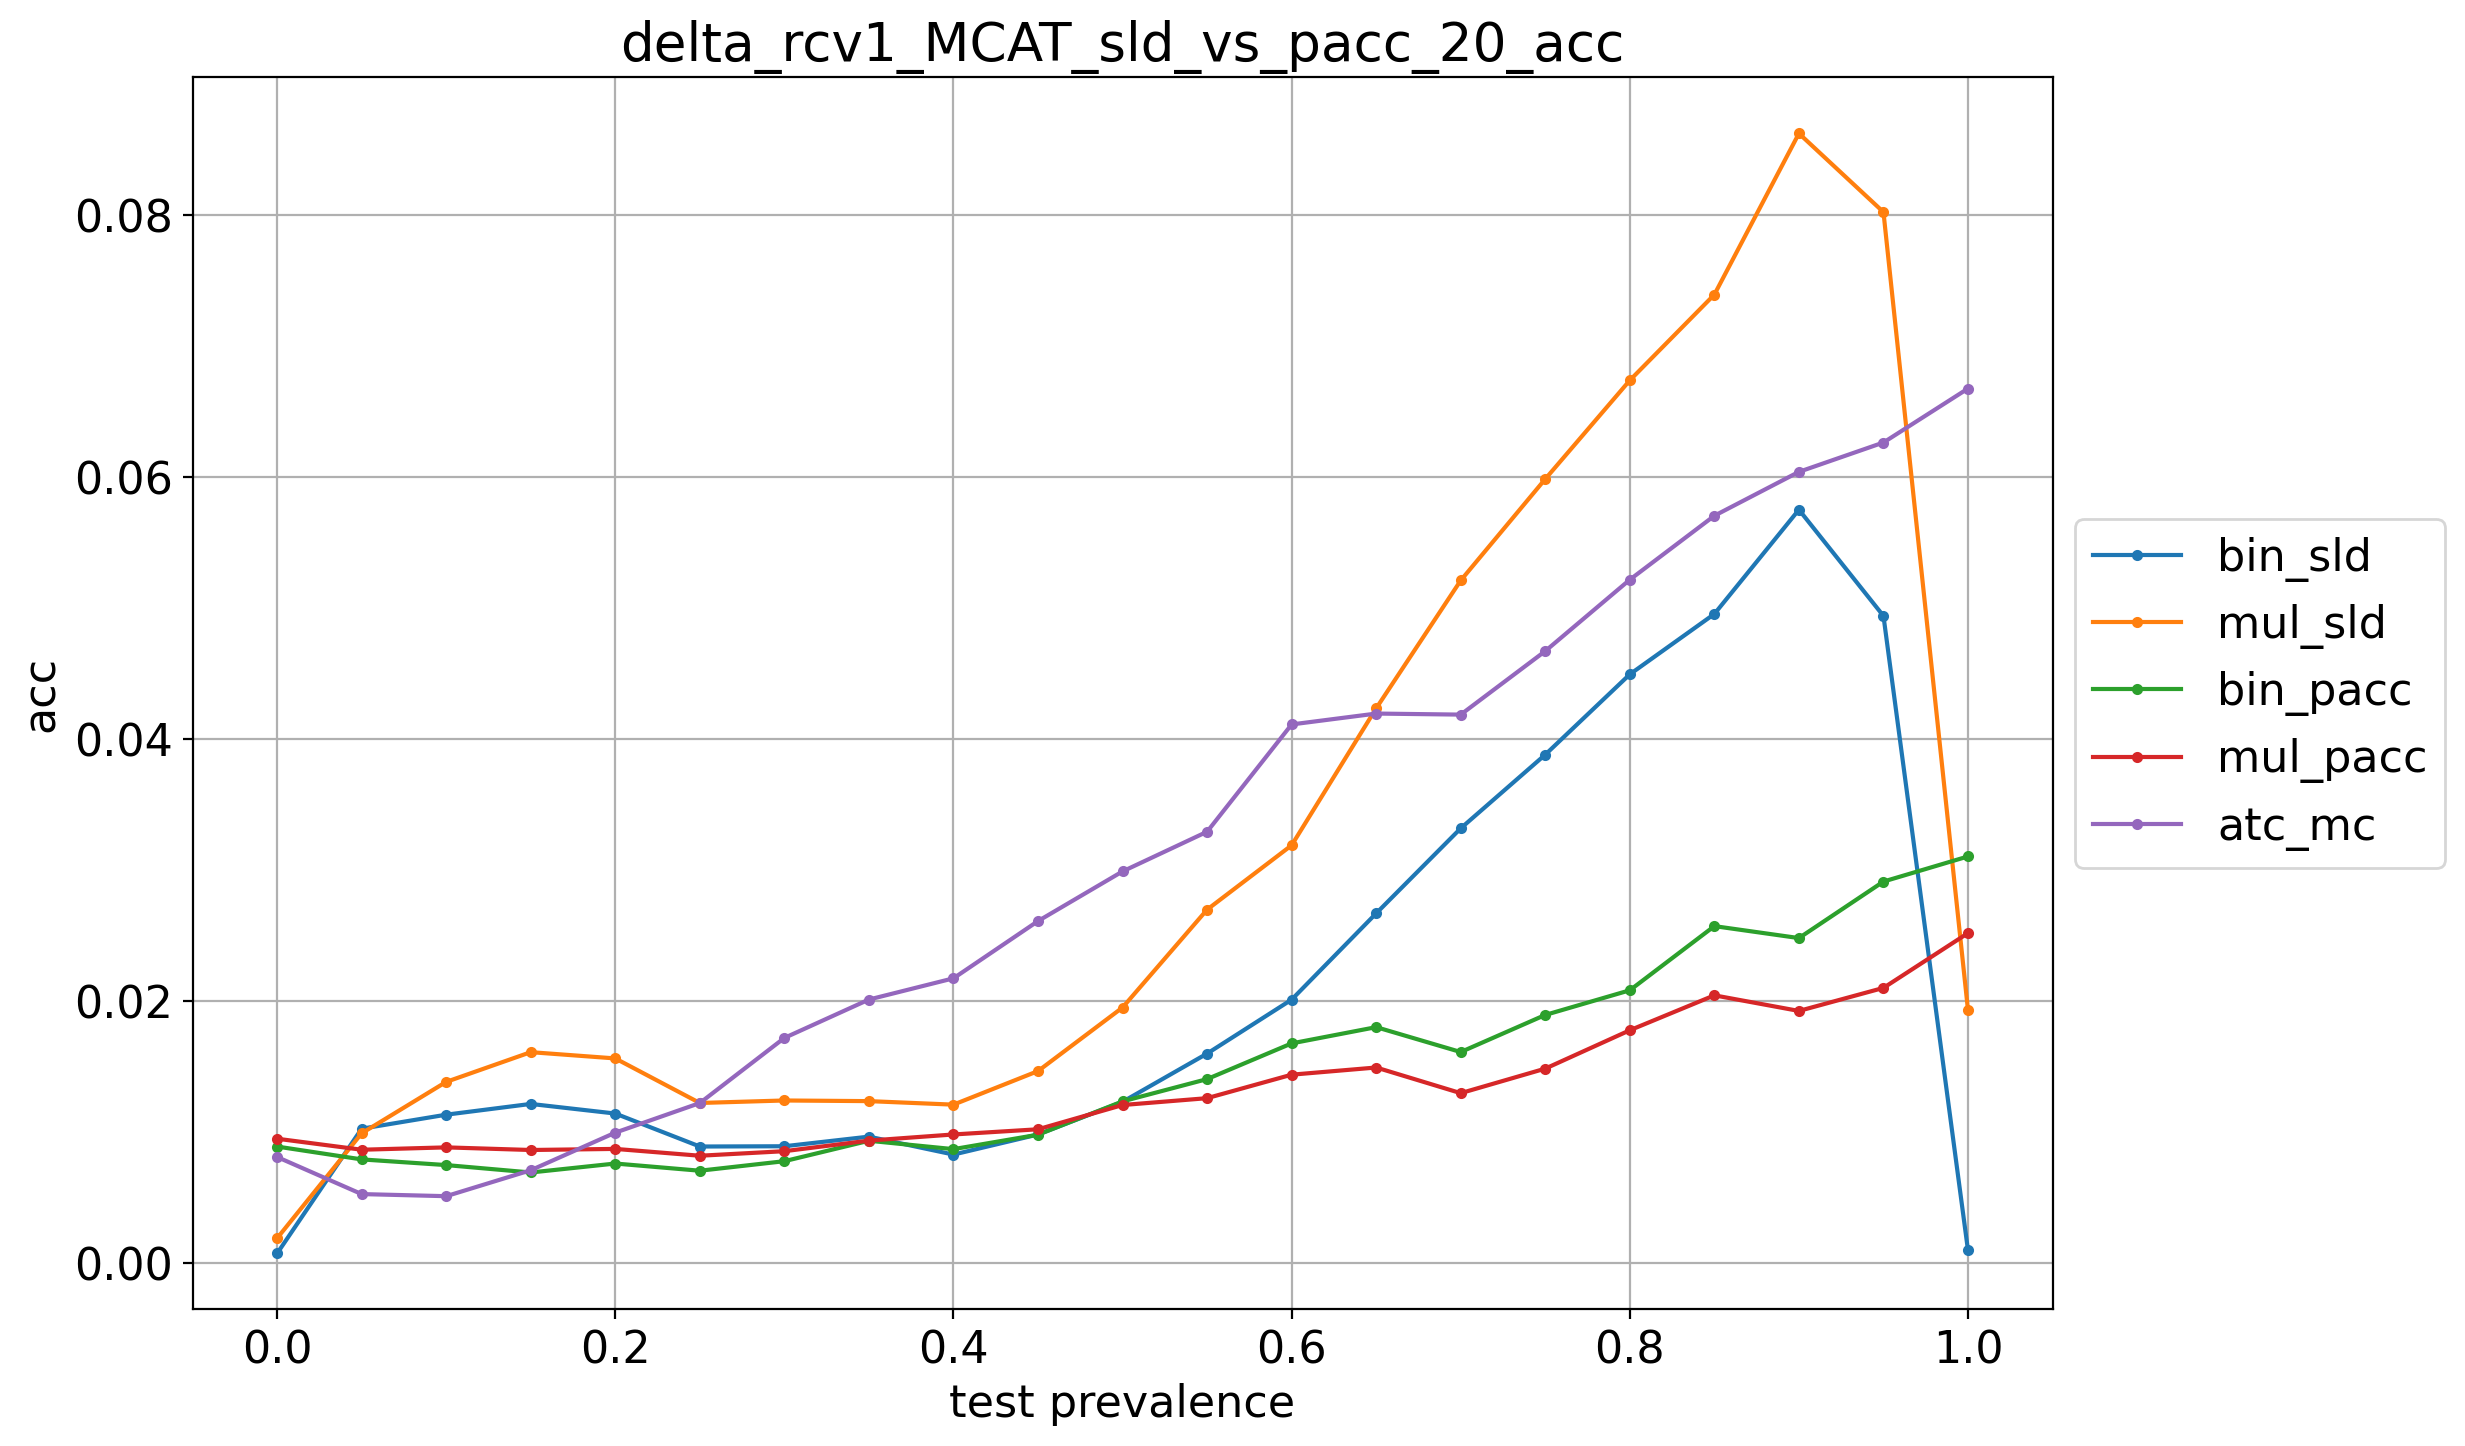 delta_rcv1_MCAT_sld_vs_pacc_20_acc
acc
0.08
0.06
0.04
0.02
0.00
0.0 0.2 0.4 0.6 0.8 1.0
test prevalence
bin_sld
mul_sld
bin_pacc
mul_pacc
atc_mc